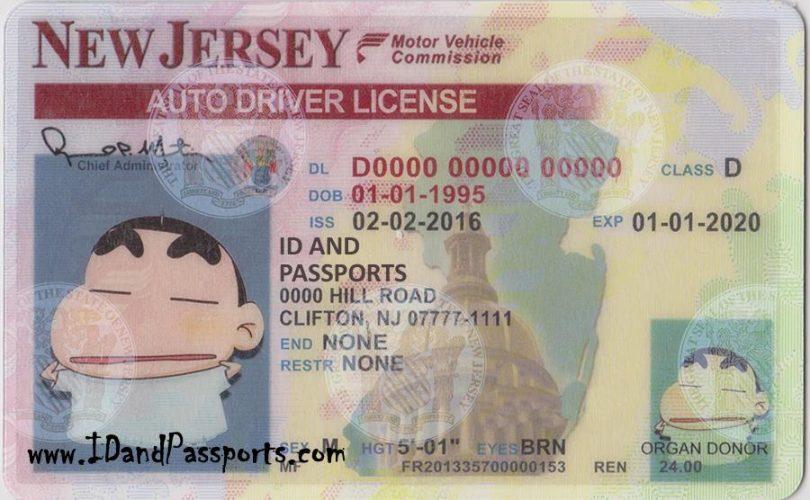 NEW JERSEY Motor Vehicle
Commission
AUTO DRIVER LICENSE
Chief Administrator
DL D0000 00000 00000 CLASS D
DOB 01-01-1995
ISS 02-02-2016 EXP 01-01-2020
ID AND
PASSPORTS
0000 HILL ROAD
CLIFTON, NJ 07777-1111
END NONE
RESTR NONE
SEX M HGT 5'-01" EYES BRN
MF FR201335700000153 REN 24.00
ORGAN DONOR
www.IDandPassports.com